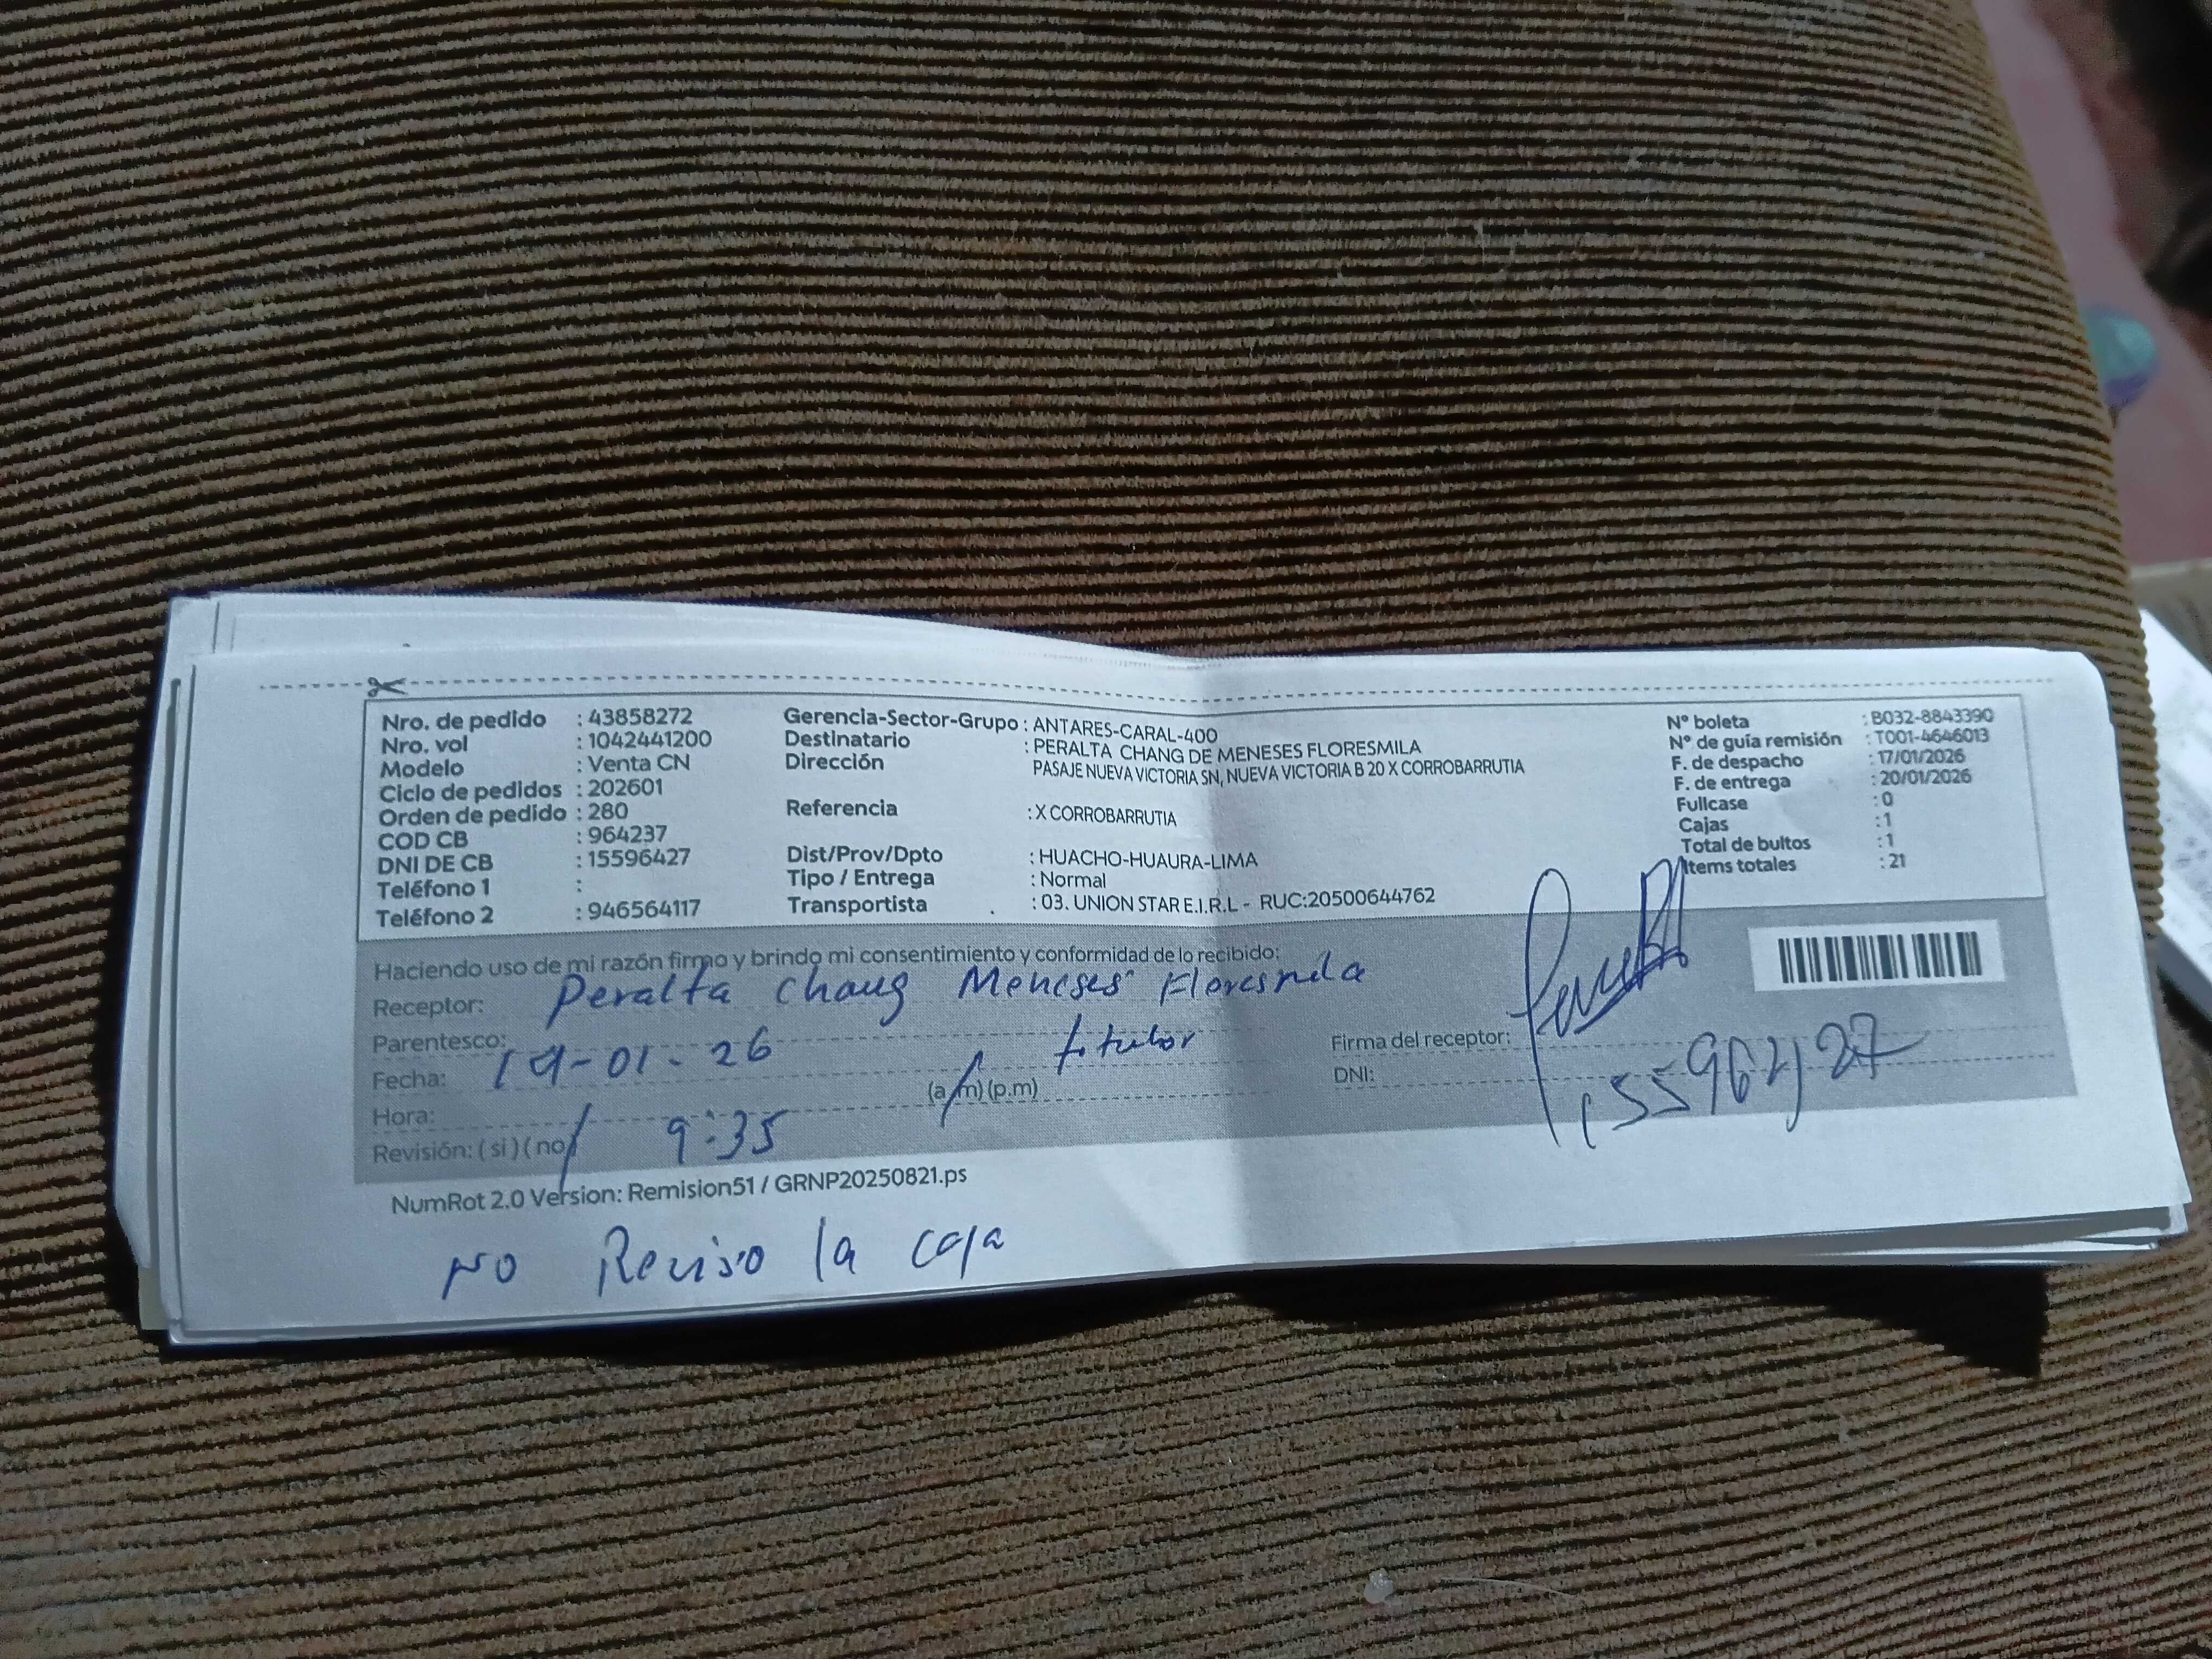 Nro. de pedido : 43858272
Nro. vol : 1042441200
Modelo : Venta CN
Ciclo de pedidos : 202601
Orden de pedido : 280
COD CB : 964237
DNI DE CB : 15596427
Teléfono 1 :
Teléfono 2 : 946564117
Gerencia-Sector-Grupo : ANTARES-CARAL-400
Destinatario : PERALTA CHANG DE MENESES FLORESMILA
Dirección PASAJE NUEVA VICTORIA SN, NUEVA VICTORIA B 20 X CORROBARRUTIA
Referencia : X CORROBARRUTIA
Dist/Prov/Dpto : HUACHO-HUAURA-LIMA
Tipo / Entrega : Normal
Transportista : 03. UNION STAR E.I.R.L - RUC:20500644762
N° boleta : B032-8843390
N° de guía remisión : T001-4646013
F. de despacho : 17/01/2026
F. de entrega : 20/01/2026
Fullcase : 0
Cajas : 1
Total de bultos : 1
Items totales : 21
Haciendo uso de mi razón firmo y brindo mi consentimiento y conformidad de lo recibido:
Receptor: Peralta Chang Meneses Floresmila
Parentesco: titular
Fecha: 19-01-26
Hora: 9:35 (a.m) (p.m)
Revisión: ( si ) ( no )
Firma del receptor:
DNI: 15596427
NumRot 2.0 Version: Remision51 / GRNP20250821.ps
No Reviso la caja